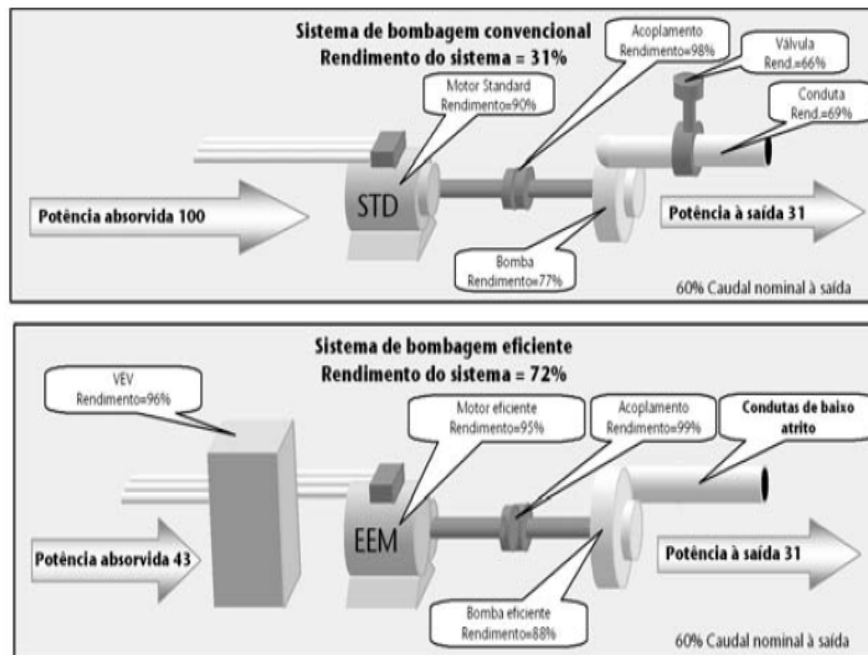 Sistema de bombagem convencional
Rendimento do sistema = 31%
Acoplamento
Rendimento=98%
Válvula
Rend.=66%
Motor Standard
Rendimento=90%
Conduta
Rend.=69%
Potência absorvida 100
STD
Potência à saída 31
Bomba
Rendimento=77%
60% Caudal nominal à saída
Sistema de bombagem eficiente
Rendimento do sistema = 72%
VEV
Rendimento=96%
Motor eficiente
Rendimento=95%
Acoplamento
Rendimento=99%
Condutas de baixo
atrito
Potência absorvida 43
EEM
Potência à saída 31
Bomba eficiente
Rendimento=88%
60% Caudal nominal à saída